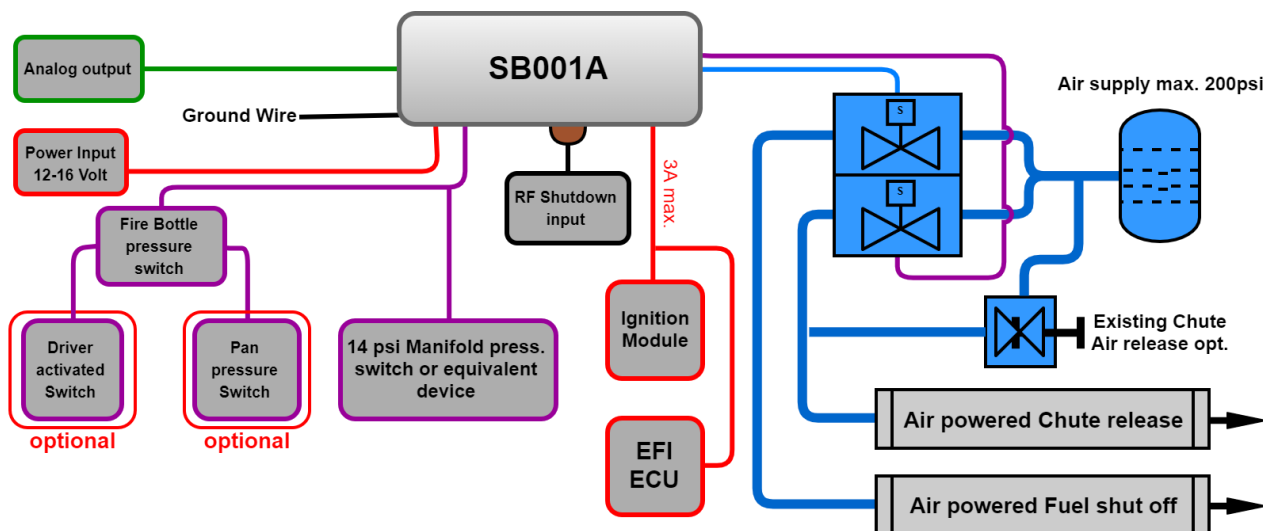 SB001A
Analog output
Ground Wire
Power Input
12-16 Volt
Fire Bottle
pressure
switch
Driver
activated
Switch
optional
Pan
pressure
Switch
optional
14 psi Manifold press.
switch or equivalent
device
RF Shutdown
input
3A max.
Ignition
Module
EFI
ECU
S
S
Air supply max. 200psi
Existing Chute
Air release opt.
Air powered Chute release
Air powered Fuel shut off